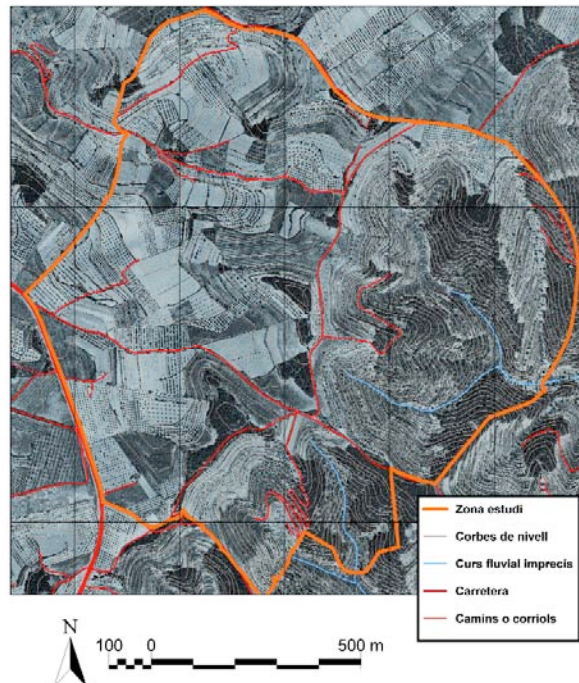 Zona estudi
Corbes de nivell
Curs fluvial imprecís
Carretera
Camins o corriols
N
100 0 500 m